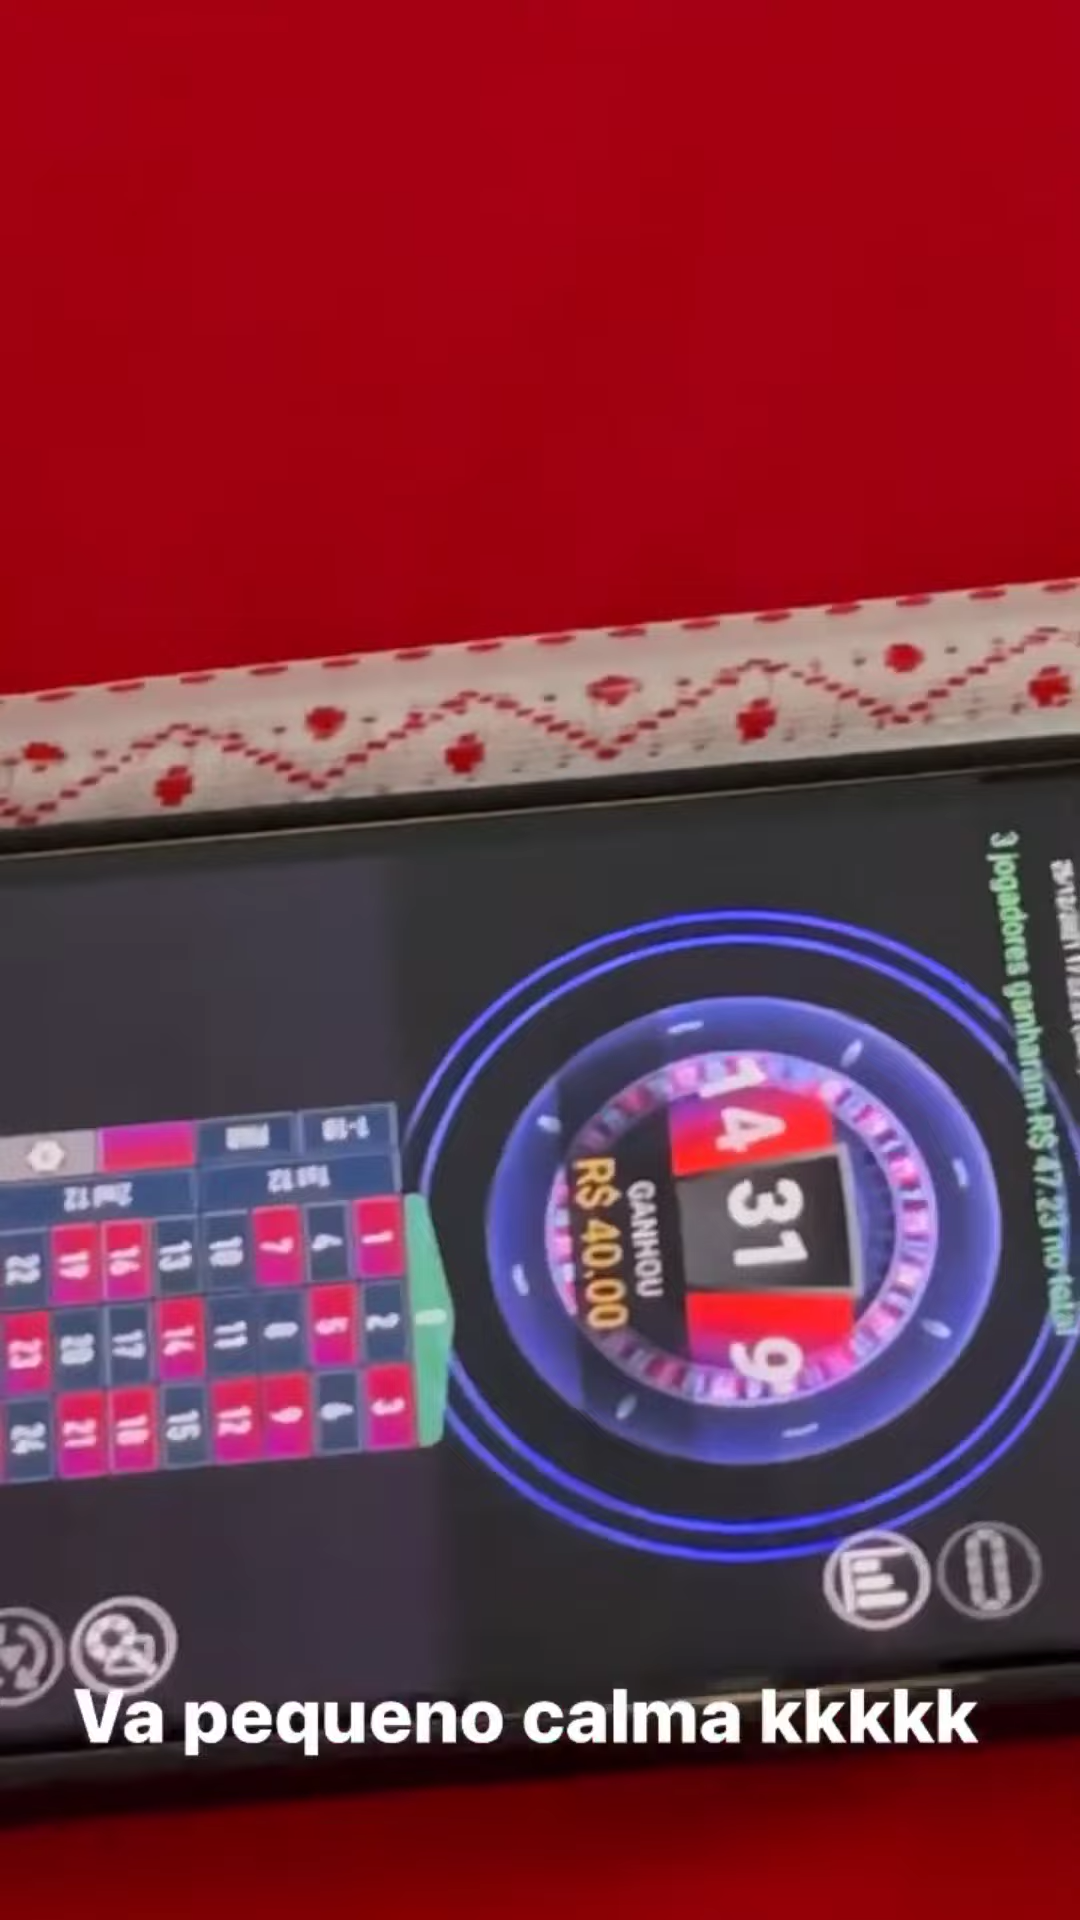 3 jogadores ganharam R$ 47.23 no total
14
31
9
GANHOU
R$ 40.00
0
1 2 3
4 5 6
7 8 9
10 11 12
13 14 15
16 17 18
19 20 21
22 23 24
1st 12
2nd 12
1-18
Va pequeno calma kkkkk